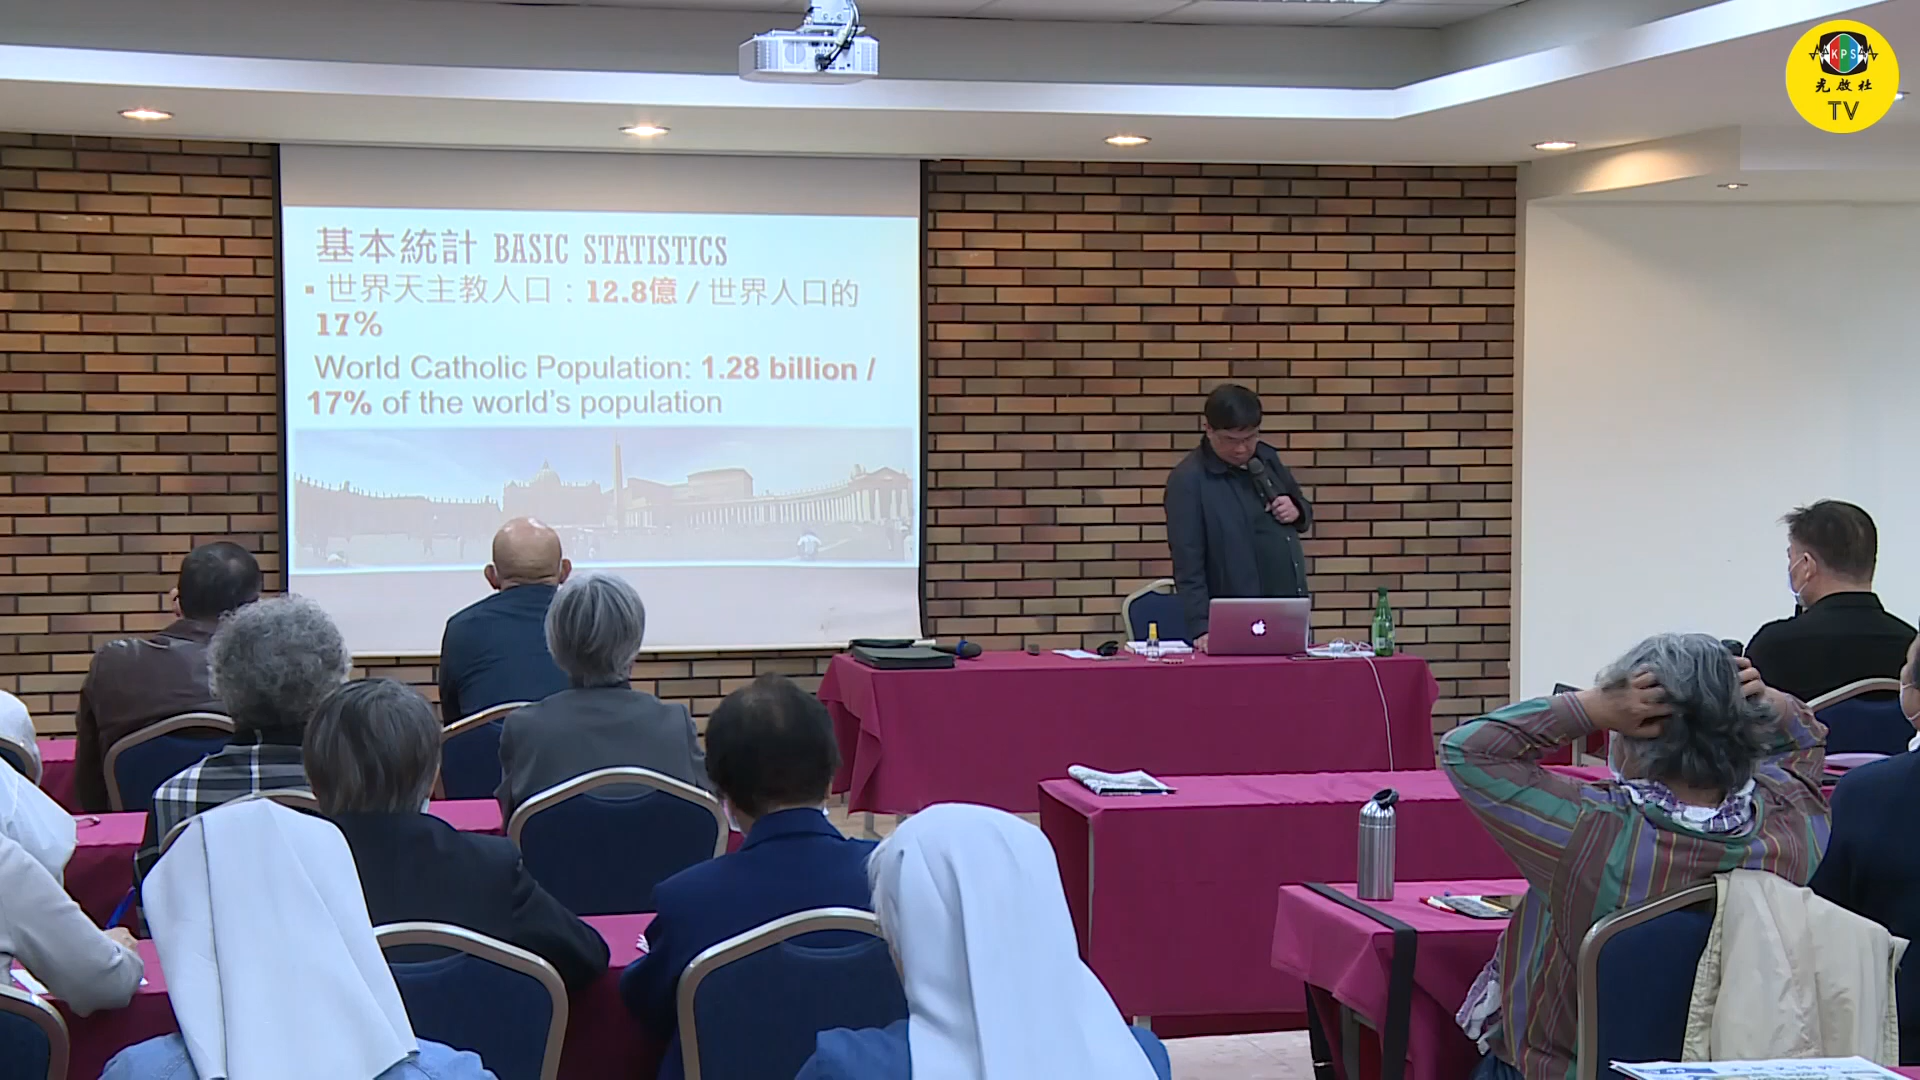 KPS
光啟社
TV
基本統計 BASIC STATISTICS
▪ 世界天主教人口：12.8億 / 世界人口的
17%
World Catholic Population: 1.28 billion /
17% of the world's population